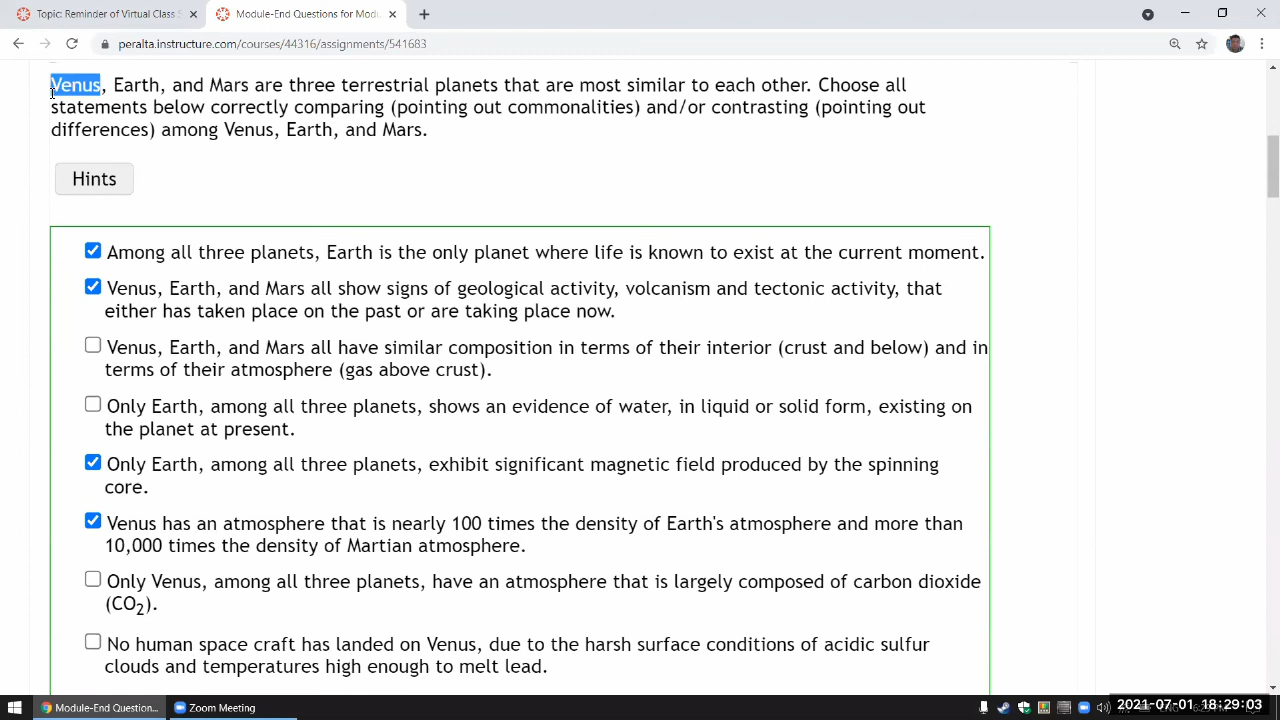 Topic: Reminder of Virtual Class S
Module-End Questions for Modu
peralta.instructure.com/courses/44316/assignments/541683
Venus, Earth, and Mars are three terrestrial planets that are most similar to each other. Choose all
statements below correctly comparing (pointing out commonalities) and/or contrasting (pointing out
differences) among Venus, Earth, and Mars.
Hints
Among all three planets, Earth is the only planet where life is known to exist at the current moment.
Venus, Earth, and Mars all show signs of geological activity, volcanism and tectonic activity, that
either has taken place on the past or are taking place now.
Venus, Earth, and Mars all have similar composition in terms of their interior (crust and below) and in
terms of their atmosphere (gas above crust).
Only Earth, among all three planets, shows an evidence of water, in liquid or solid form, existing on
the planet at present.
Only Earth, among all three planets, exhibit significant magnetic field produced by the spinning
core.
Venus has an atmosphere that is nearly 100 times the density of Earth's atmosphere and more than
10,000 times the density of Martian atmosphere.
Only Venus, among all three planets, have an atmosphere that is largely composed of carbon dioxide
(CO2).
No human space craft has landed on Venus, due to the harsh surface conditions of acidic sulfur
clouds and temperatures high enough to melt lead.
Module-End Question...
Zoom Meeting
2021-07-01 18:29:03